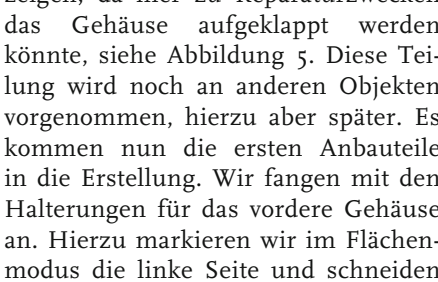 zeigen, da hier zu Reparaturzwecken
das Gehäuse aufgeklappt werden
könnte, siehe Abbildung 5. Diese Tei-
lung wird noch an anderen Objekten
vorgenommen, hierzu aber später. Es
kommen nun die ersten Anbauteile
in die Erstellung. Wir fangen mit den
Halterungen für das vordere Gehäuse
an. Hierzu markieren wir im Flächen-
modus die linke Seite und schneiden